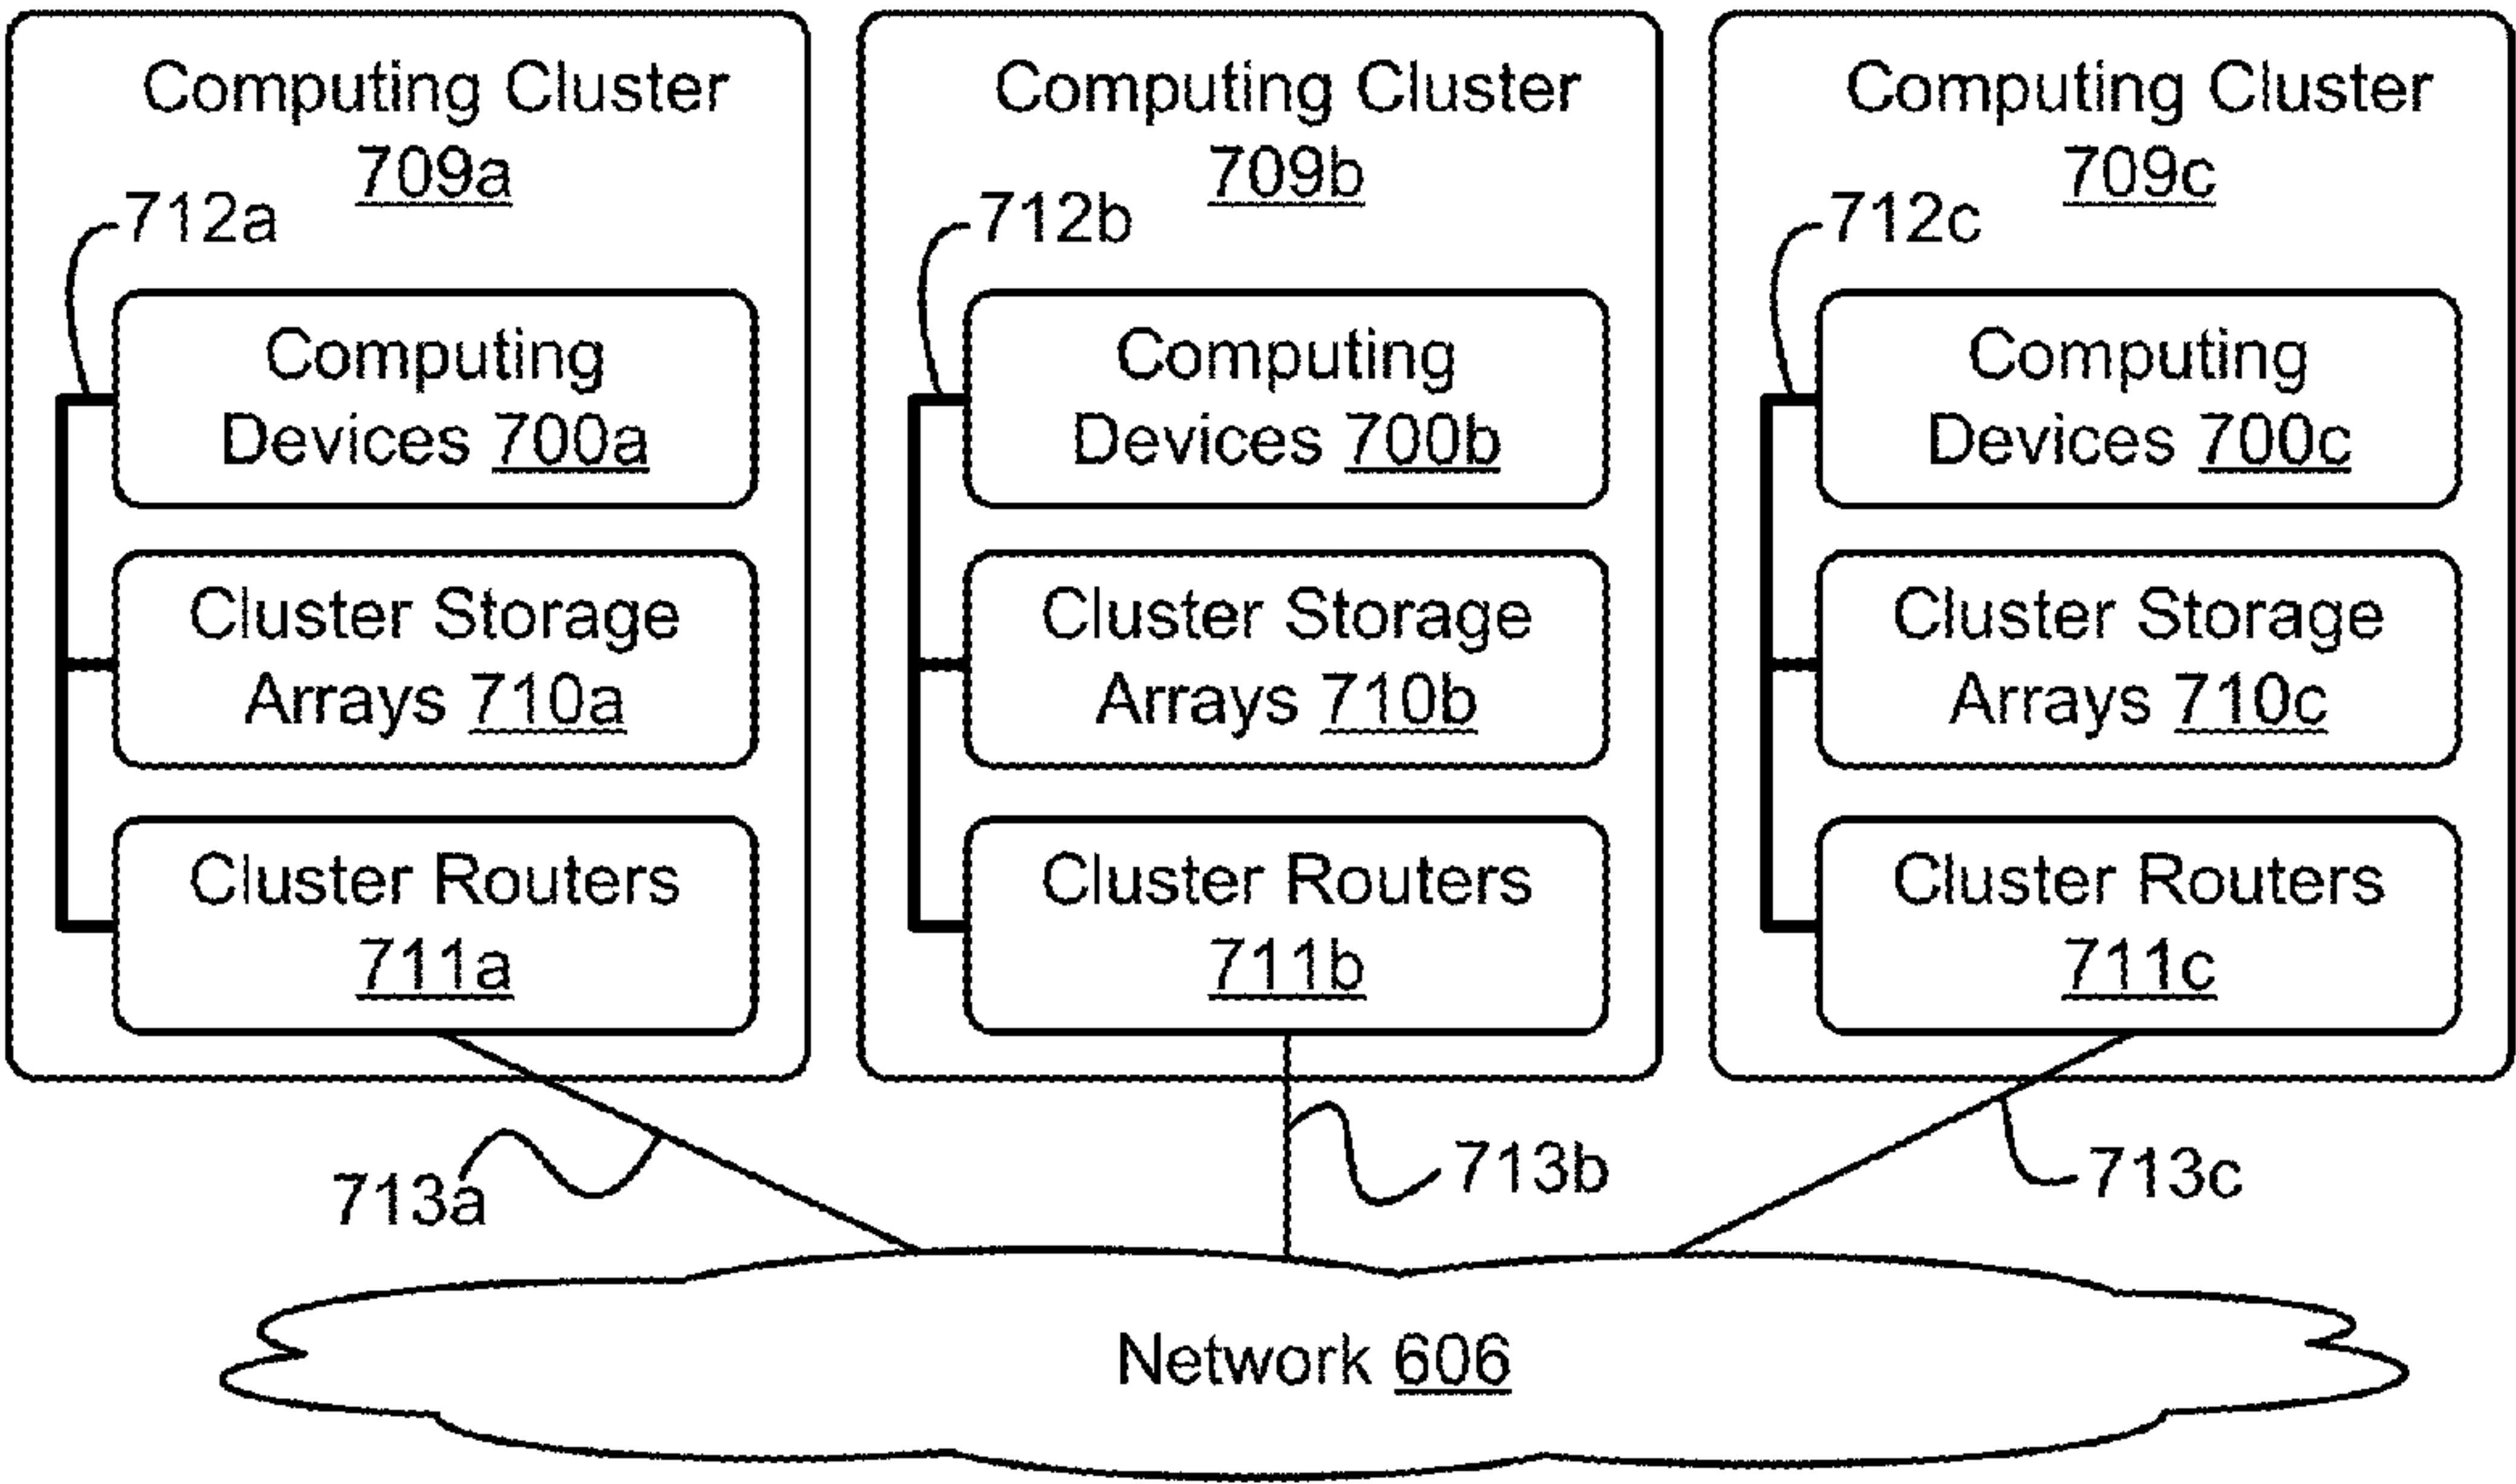 Computing Cluster
709a
712a
Computing
Devices 700a
Cluster Storage
Arrays 710a
Cluster Routers
711a
Computing Cluster
709b
712b
Computing
Devices 700b
Cluster Storage
Arrays 710b
Cluster Routers
711b
Computing Cluster
709c
712c
Computing
Devices 700c
Cluster Storage
Arrays 710c
Cluster Routers
711c
713a
713b
713c
Network 606